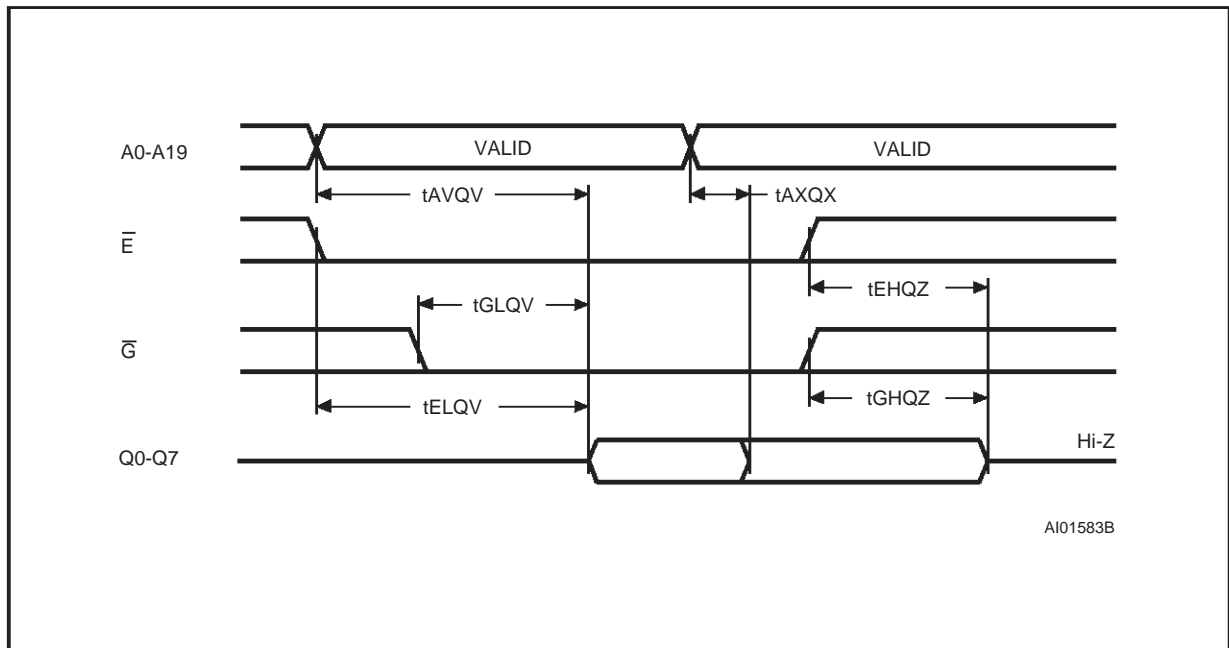 A0-A19 VALID VALID
tAVQV tAXQX
E̅
tGLQV tEHQZ
G̅
tELQV tGHQZ
Q0-Q7 Hi-Z
AI01583B